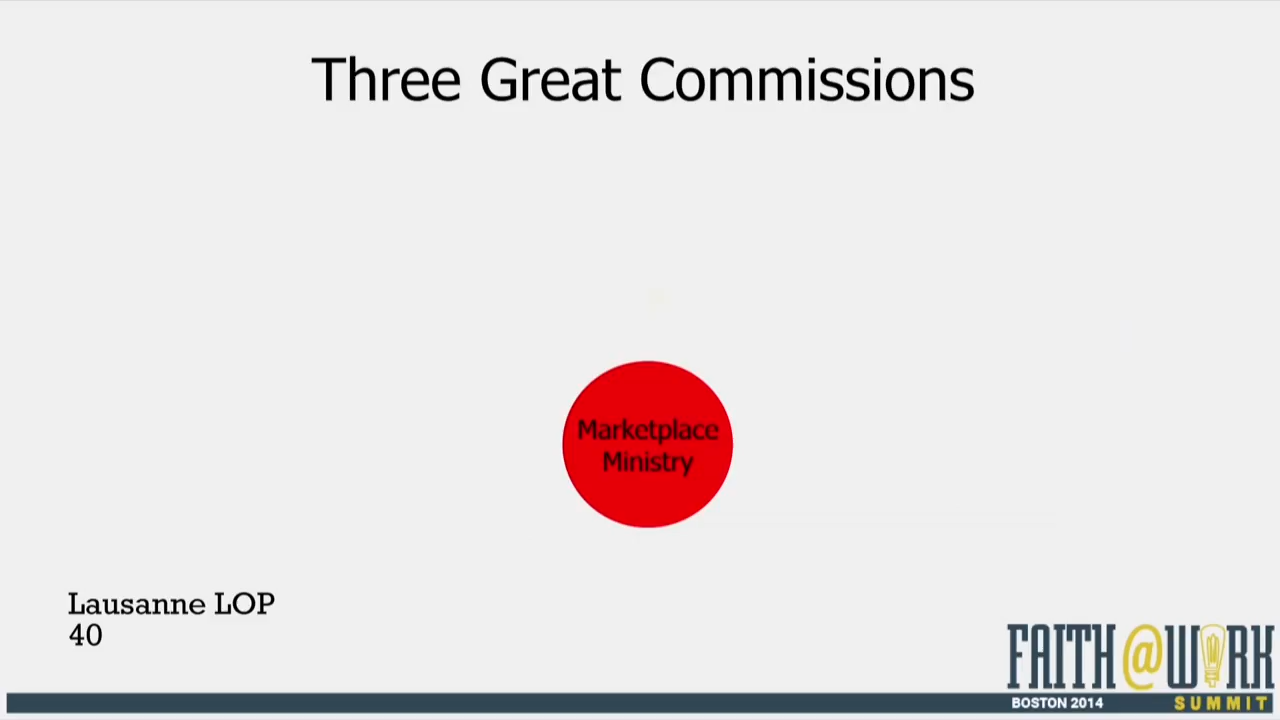 Three Great Commissions
Marketplace
Ministry
Lausanne LOP
40
FAITH@WORK
BOSTON 2014 SUMMIT